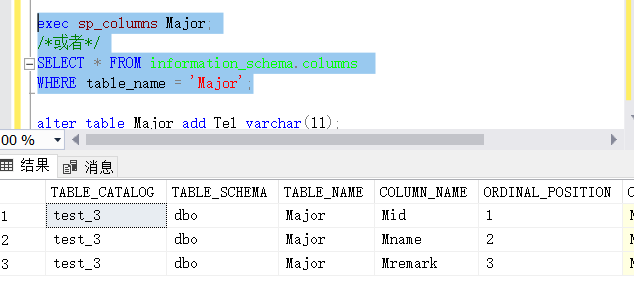 exec sp_columns Major;
/*或者*/
SELECT * FROM information_schema.columns
WHERE table_name = 'Major';
alter table Major add Tel varchar(11);
00 %
结果 消息
TABLE_CATALOG TABLE_SCHEMA TABLE_NAME COLUMN_NAME ORDINAL_POSITION
1 test_3 dbo Major Mid 1
2 test_3 dbo Major Mname 2
3 test_3 dbo Major Mremark 3